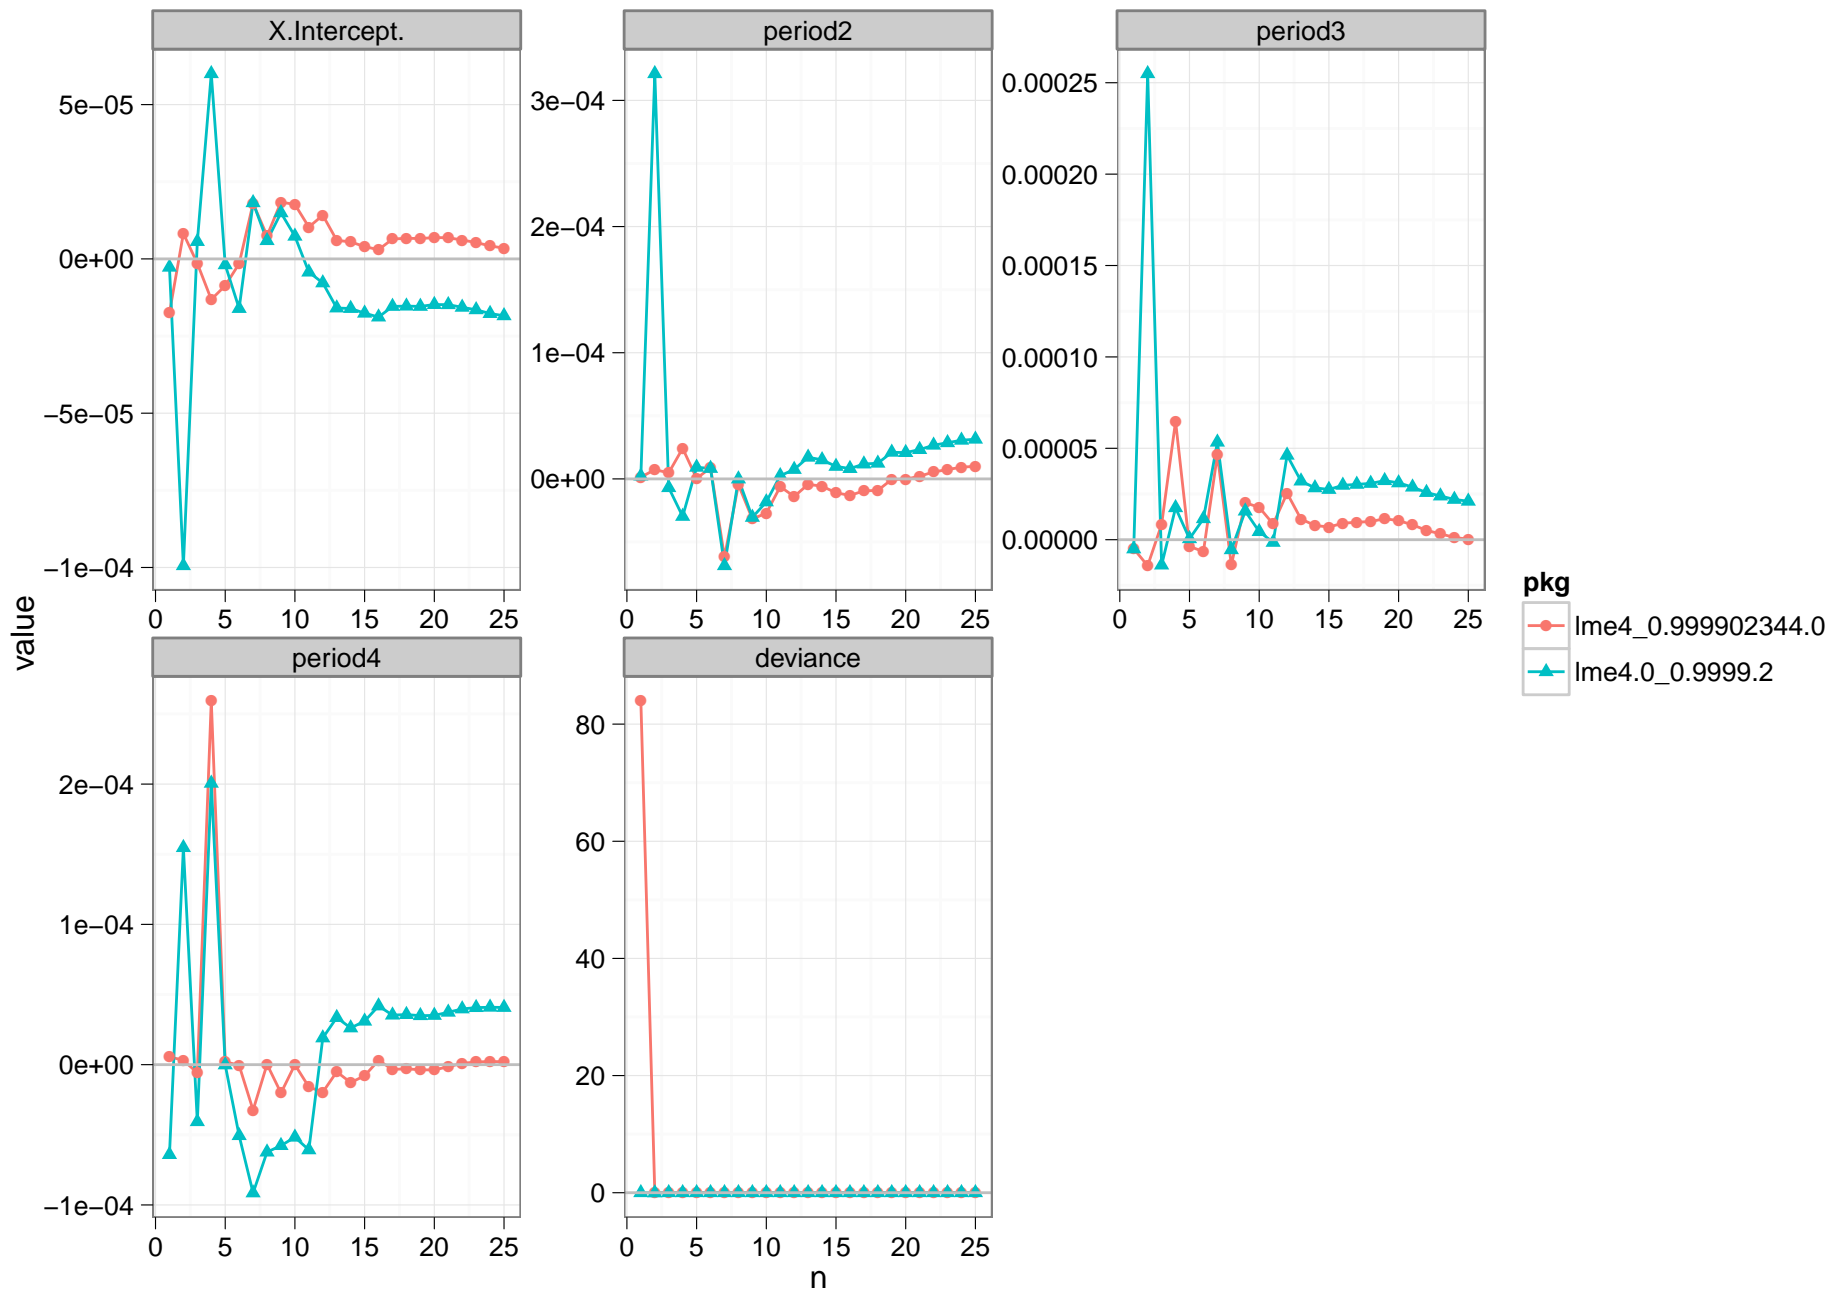 X.Intercept.
period2
period3
5e−05
0e+00
−5e−05
−1e−04
3e−04
2e−04
1e−04
0e+00
0.00025
0.00020
0.00015
0.00010
0.00005
0.00000
0 5 10 15 20 25
0 5 10 15 20 25
0 5 10 15 20 25
value
period4
deviance
2e−04
1e−04
0e+00
−1e−04
80
60
40
20
0
0 5 10 15 20 25
0 5 10 15 20 25
n
pkg
lme4_0.999902344.0
lme4.0_0.9999.2